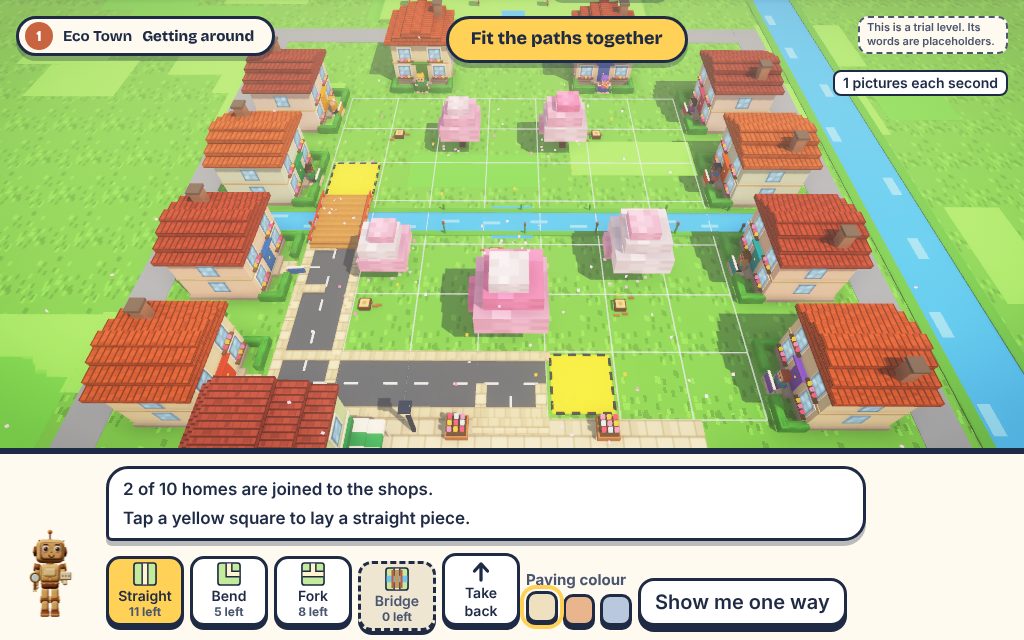 1 Eco Town Getting around
Fit the paths together
This is a trial level. Its
words are placeholders.
1 pictures each second
2 of 10 homes are joined to the shops.
Tap a yellow square to lay a straight piece.
Straight
11 left
Bend
5 left
Fork
8 left
Bridge
0 left
Take
back
Paving colour
Show me one way